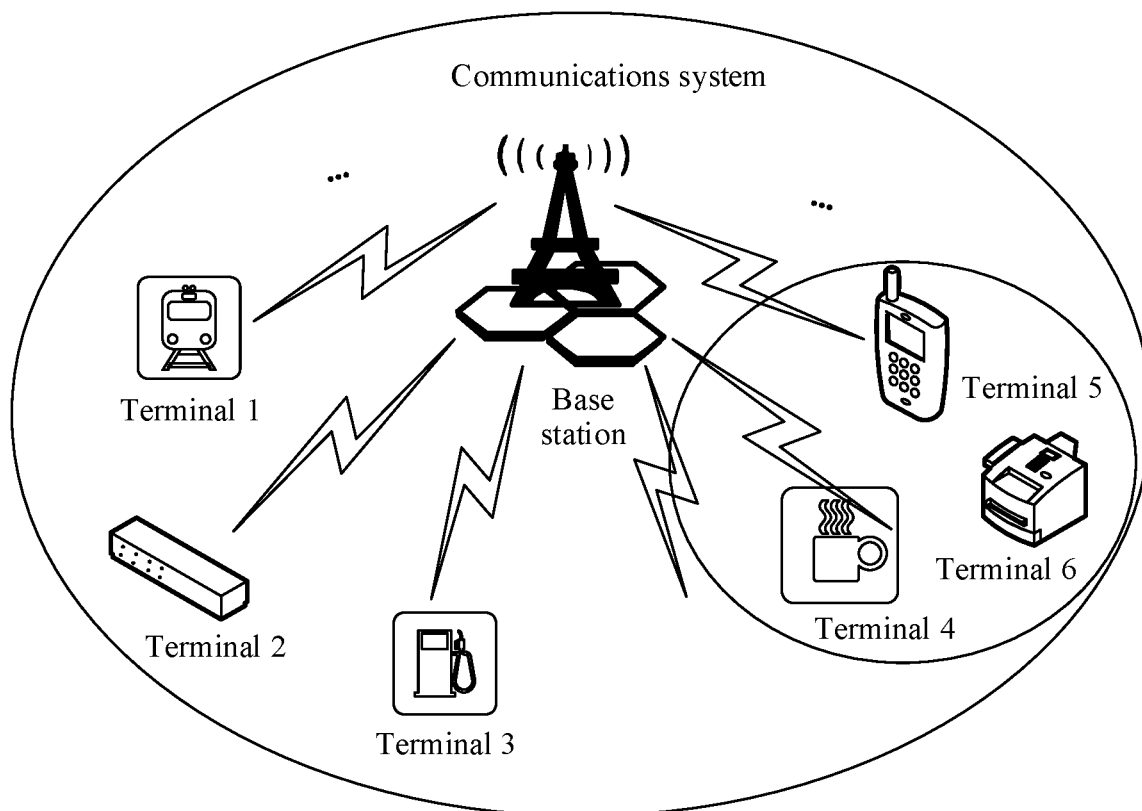 Communications system
...
...
Terminal 1
Base
station
Terminal 5
Terminal 6
Terminal 4
Terminal 2
Terminal 3